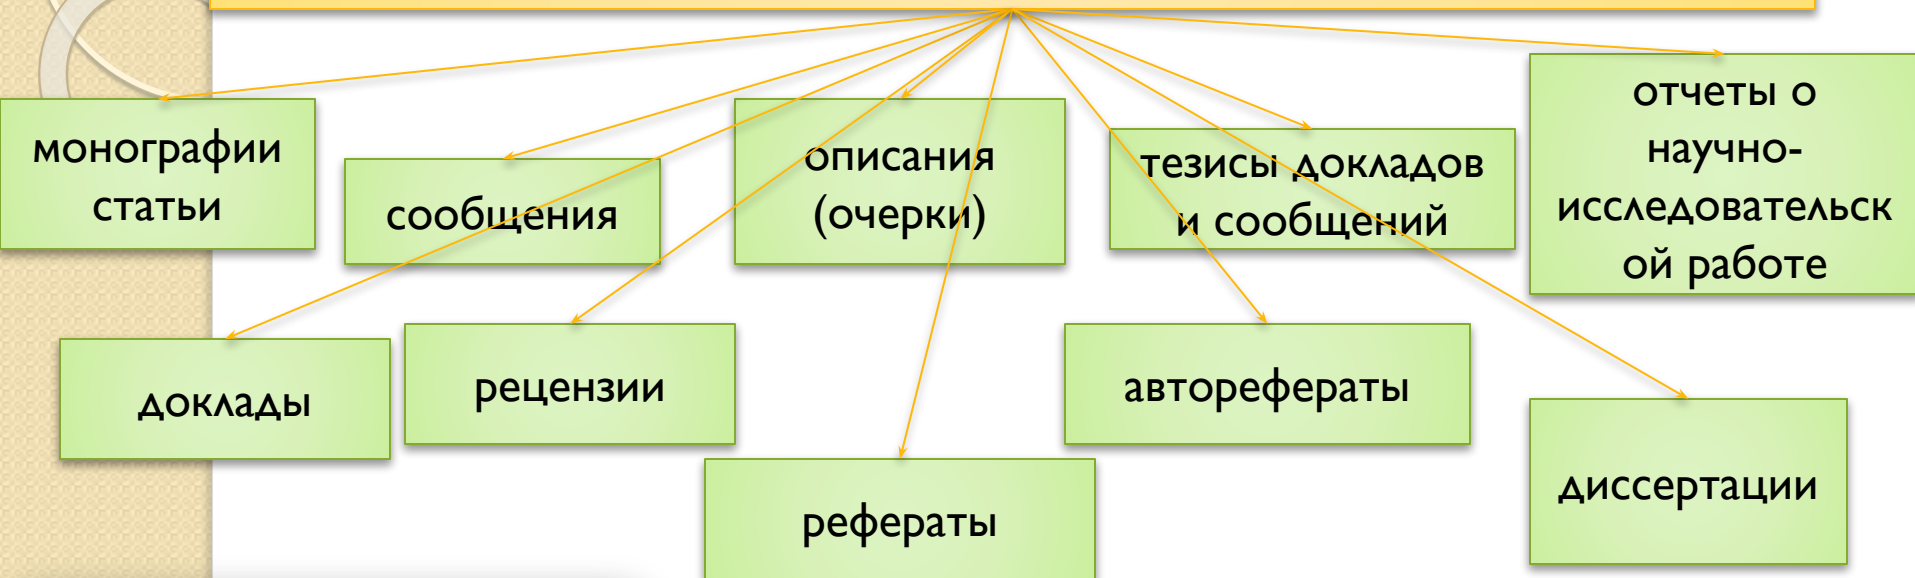 монографии
статьи
сообщения
описания
(очерки)
тезисы докладов
и сообщений
отчеты о
научно-
исследовательск
ой работе
доклады
рецензии
рефераты
авторефераты
диссертации